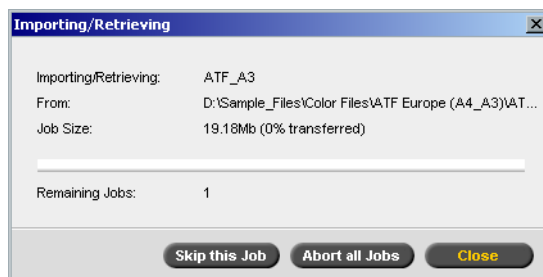 Importing/Retrieving
Importing/Retrieving: ATF_A3
From: D:\Sample_Files\Color Files\ATF Europe (A4_A3)\AT...
Job Size: 19.18Mb (0% transferred)
Remaining Jobs: 1
Skip this Job Abort all Jobs Close